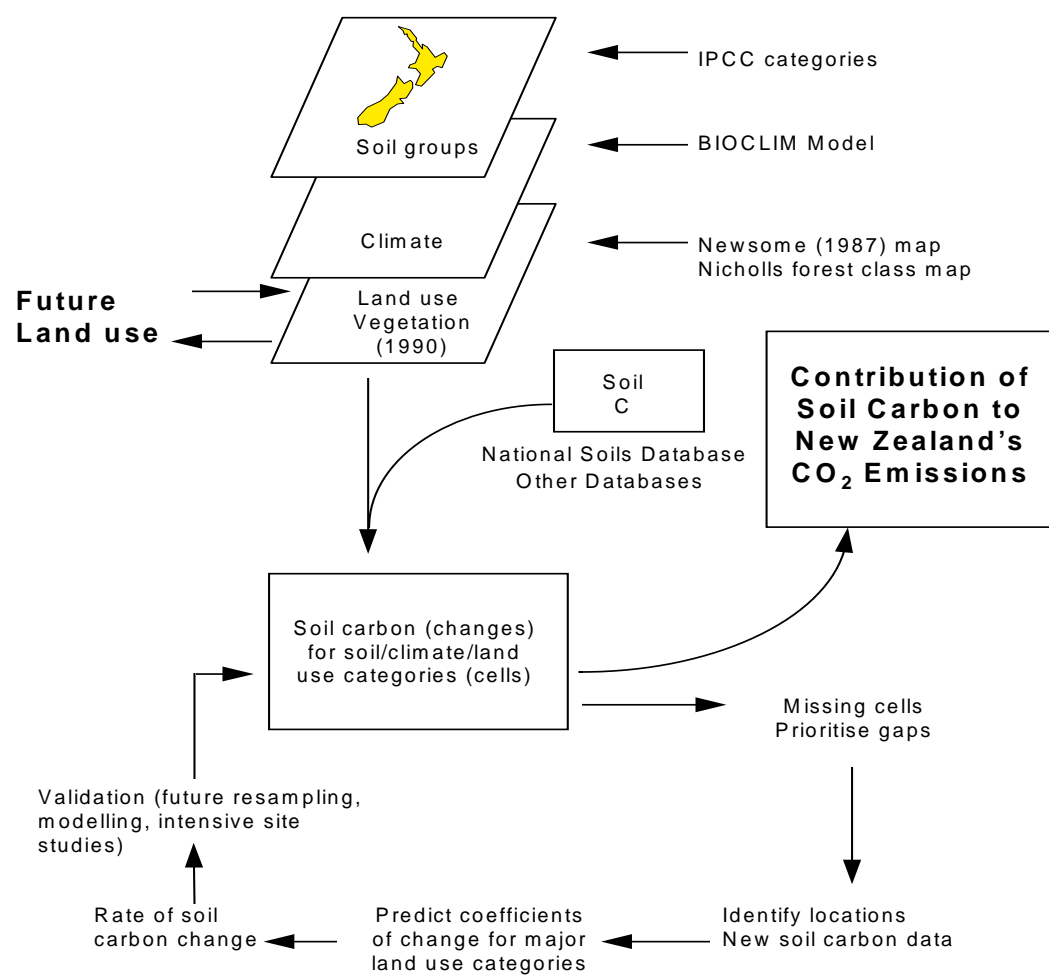 IPCC categories
Soil groups
BIOCLIM Model
Climate
Newsome (1987) map
Nicholls forest class map
Future
Land use
Land use
Vegetation
(1990)
Soil
C
National Soils Database
Other Databases
Contribution of
Soil Carbon to
New Zealand's
CO₂ Emissions
Soil carbon (changes)
for soil/climate/land
use categories (cells)
Missing cells
Prioritise gaps
Validation (future resampling,
modelling, intensive site
studies)
Rate of soil
carbon change
Predict coefficients
of change for major
land use categories
Identify locations
New soil carbon data